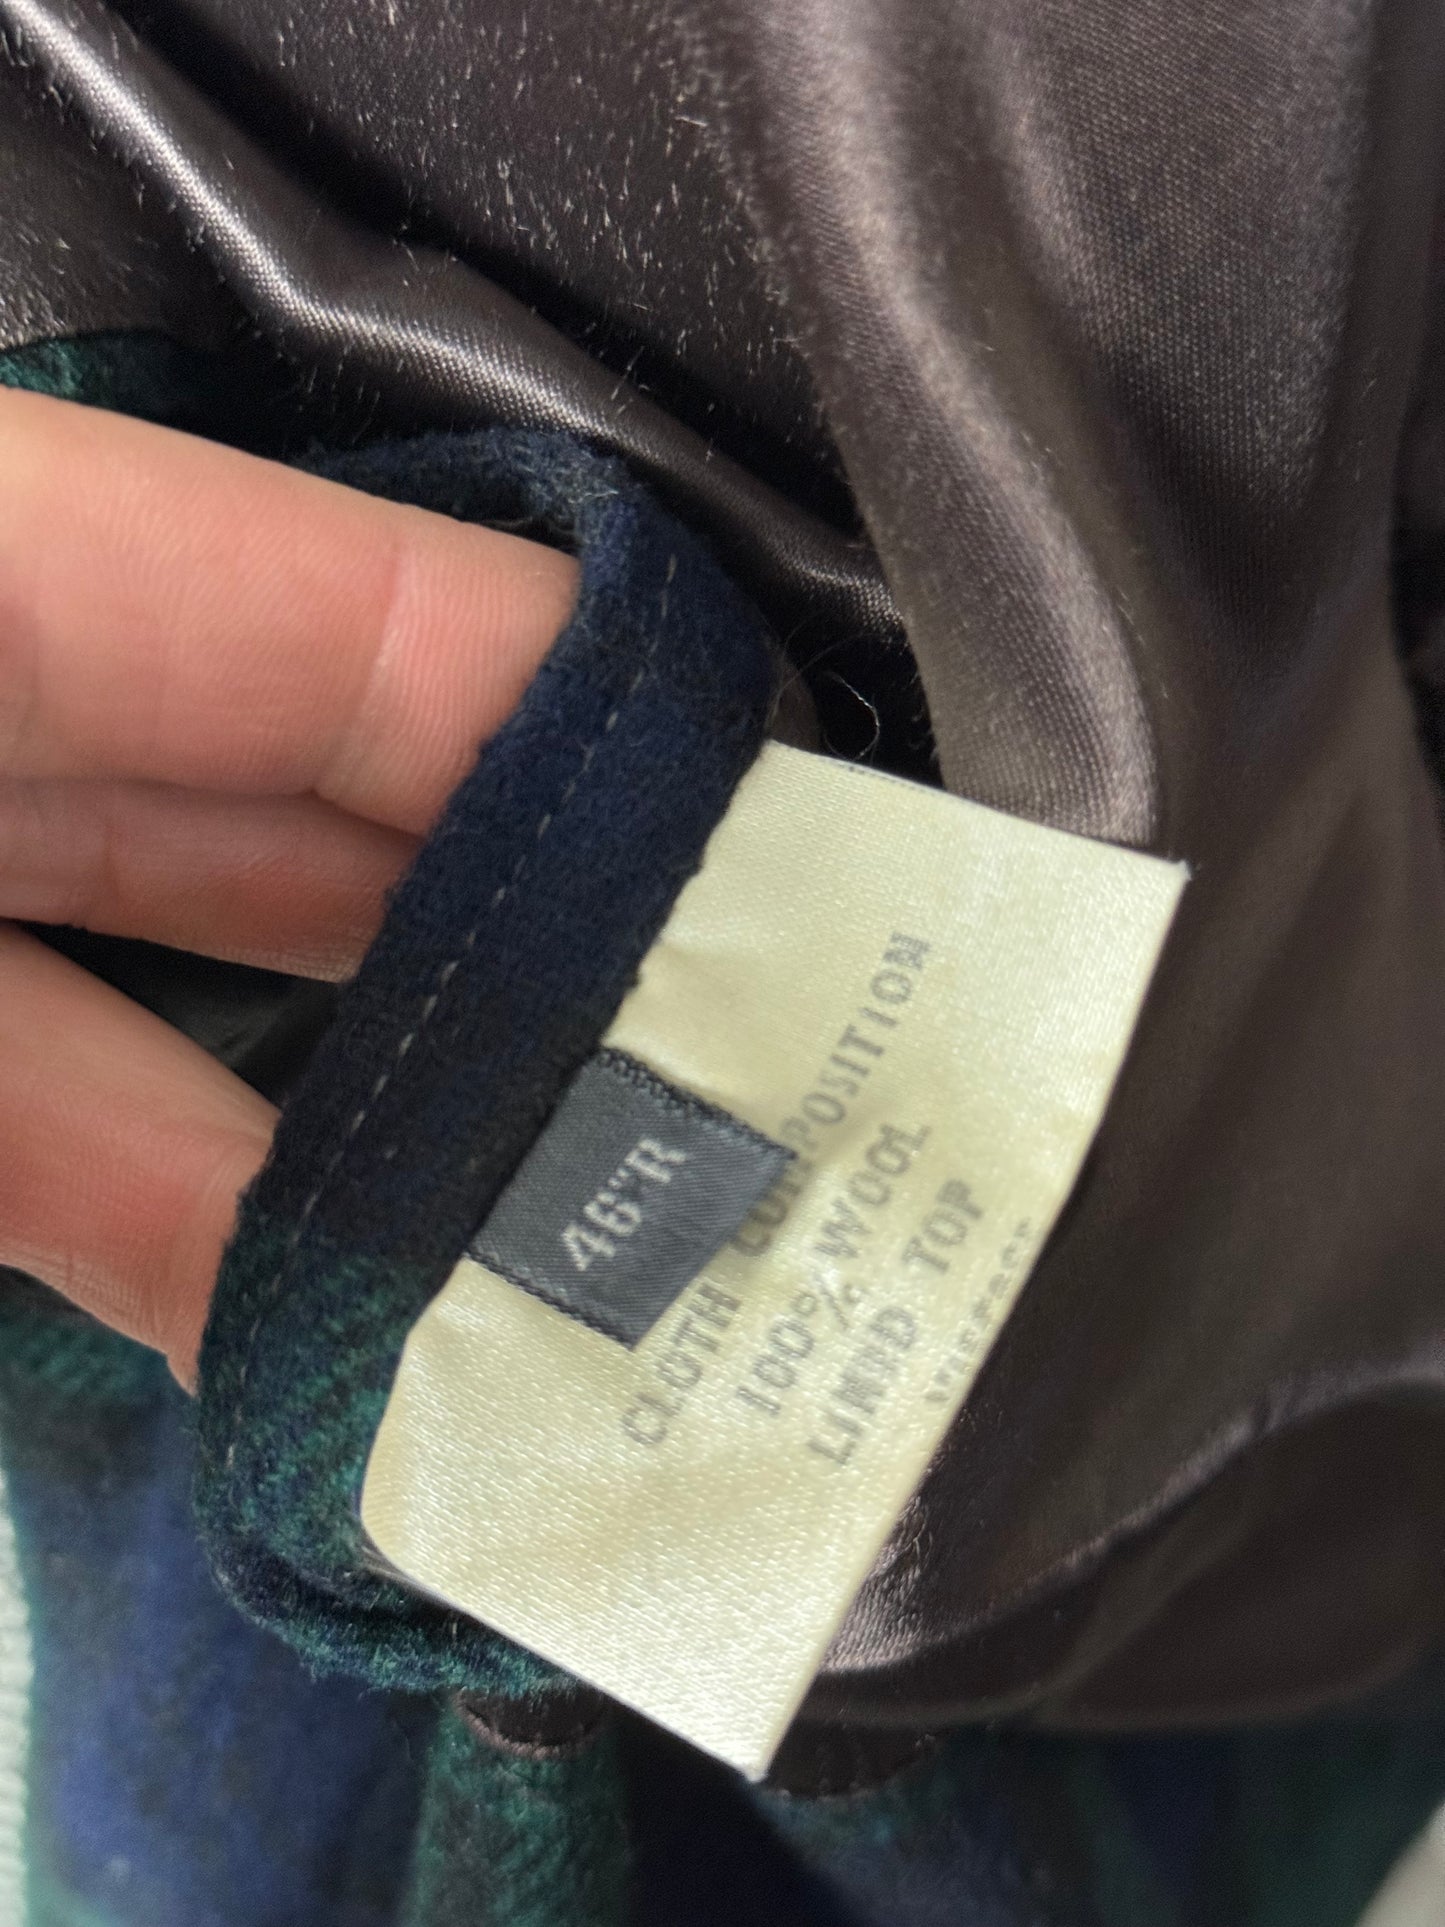 46"R
CLOTH COMPOSITION
100% WOOL
LINED TOP